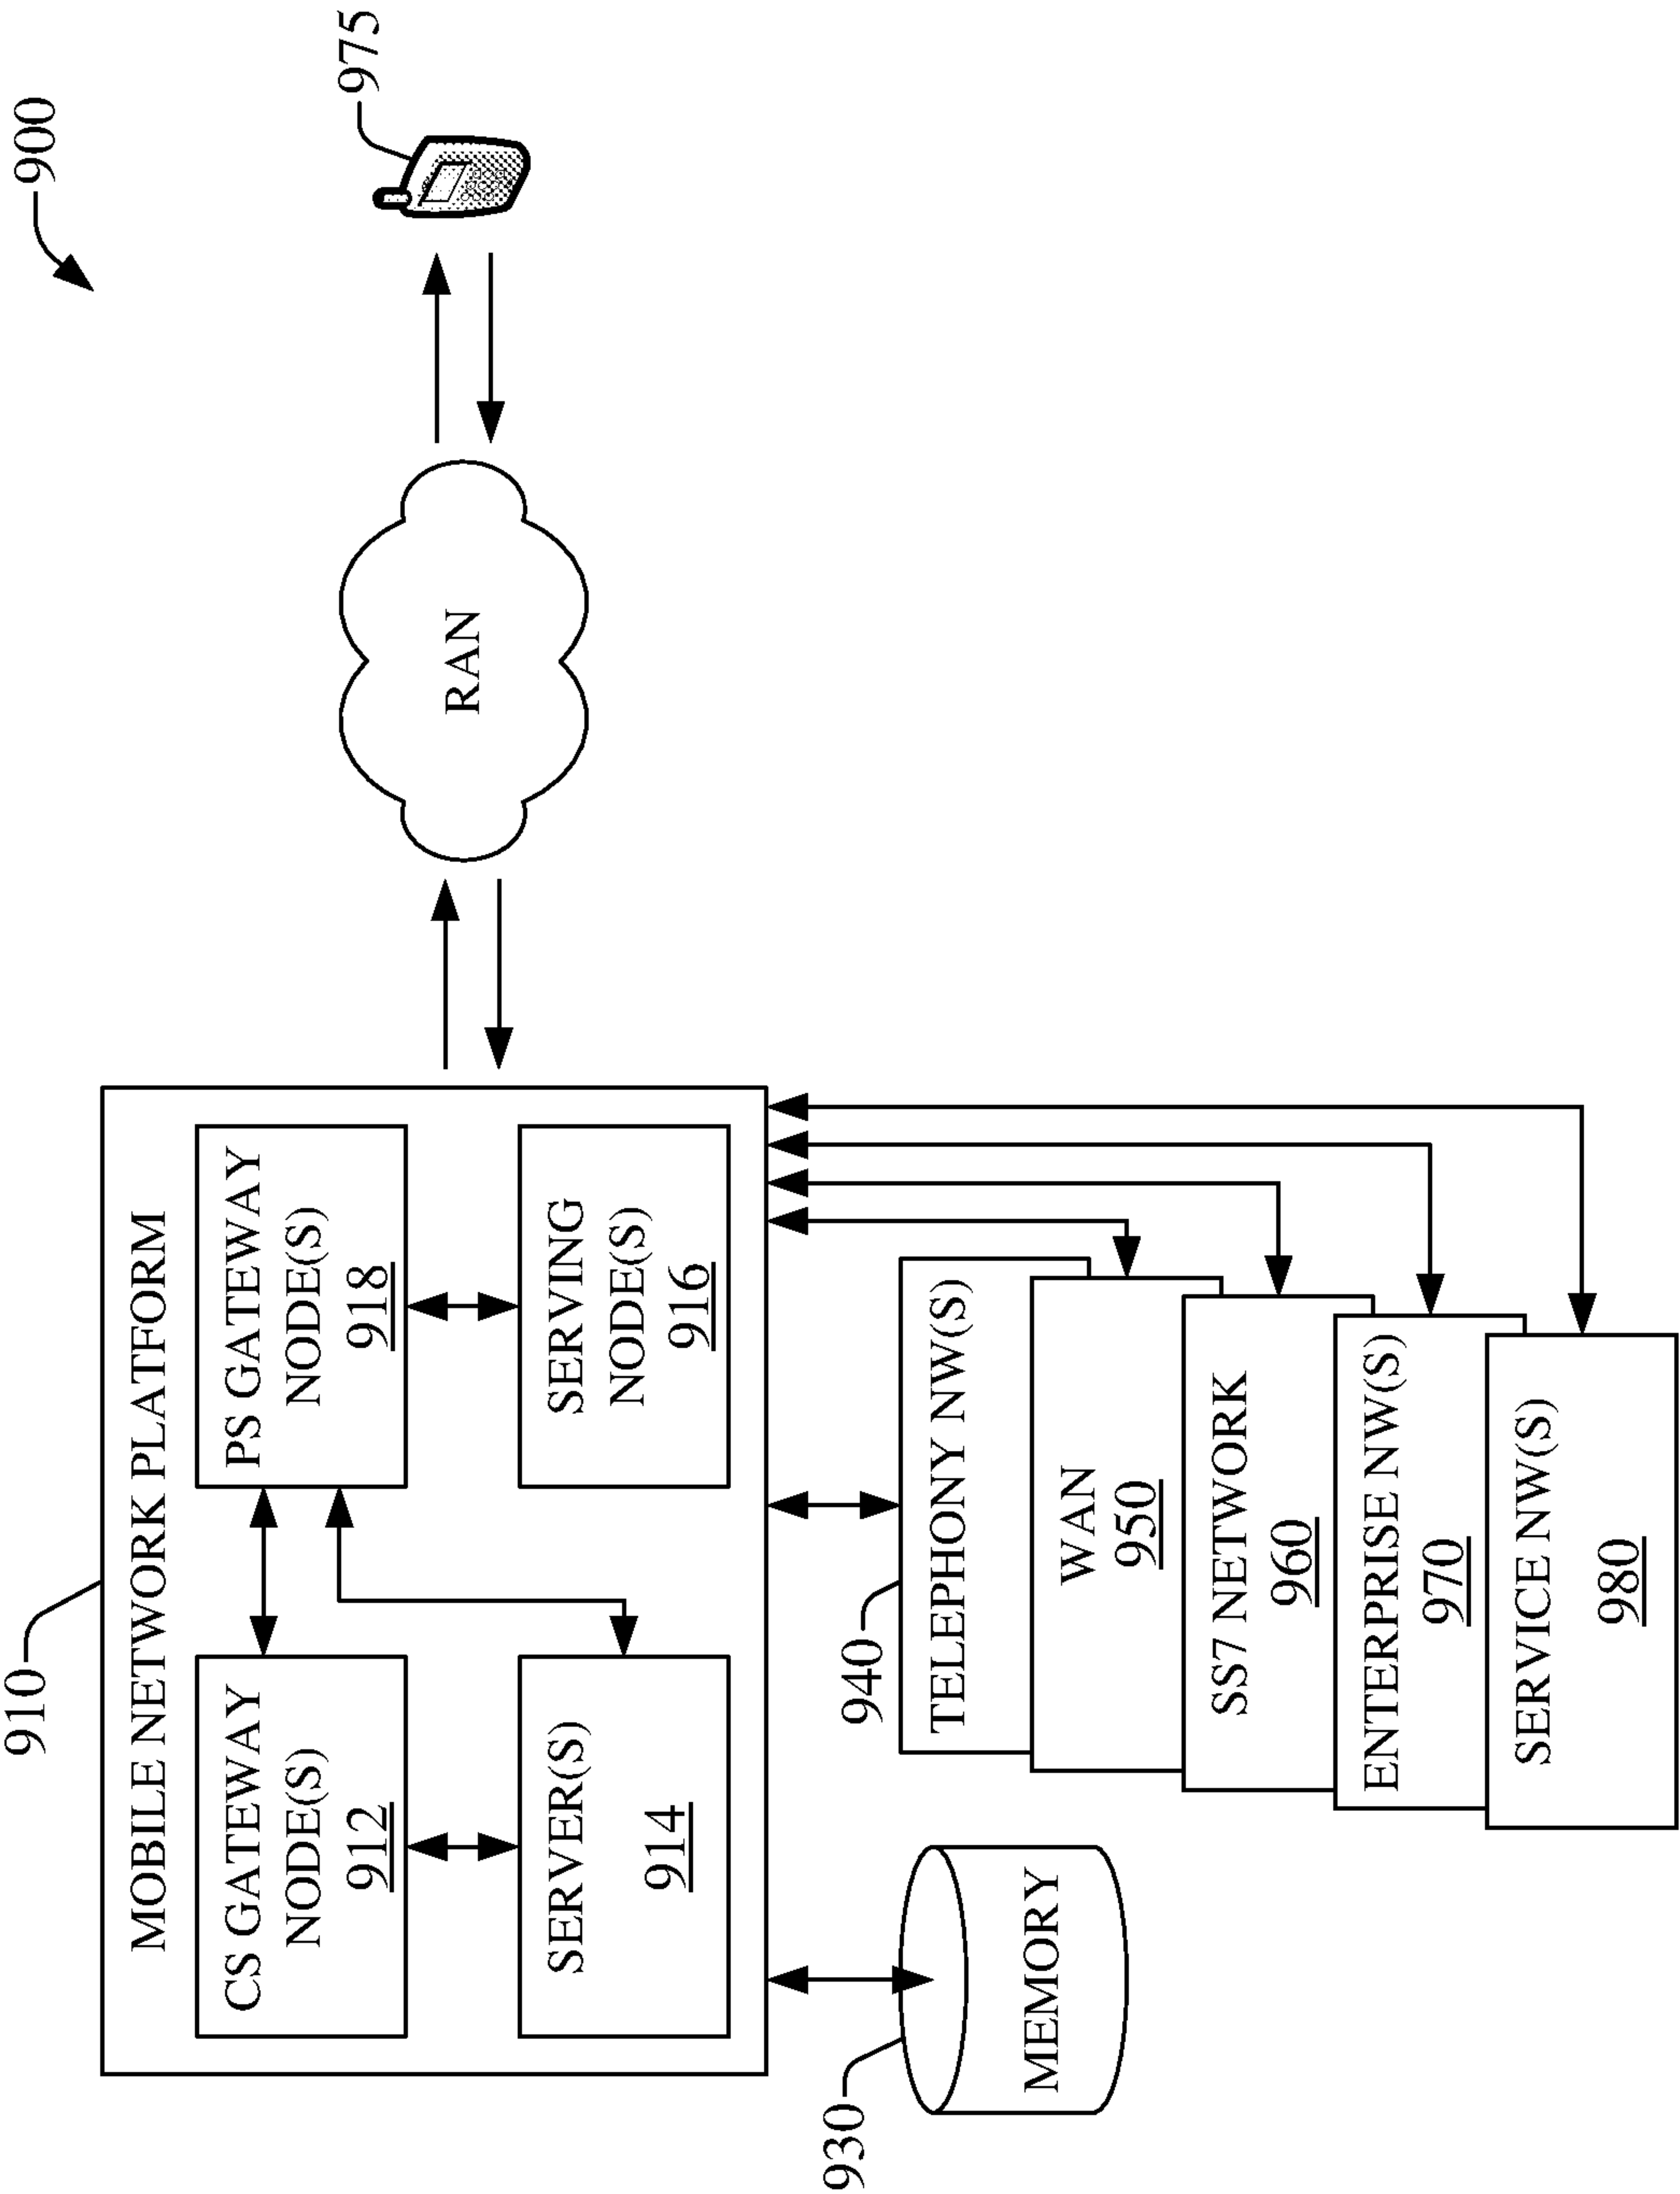 900
910
MOBILE NETWORK PLATFORM
CS GATEWAY
NODE(S)
912
PS GATEWAY
NODE(S)
918
SERVER(S)
914
SERVING
NODE(S)
916
RAN
975
930
MEMORY
940
TELEPHONY NW(S)
WAN
950
SS7 NETWORK
960
ENTERPRISE NW(S)
970
SERVICE NW(S)
980